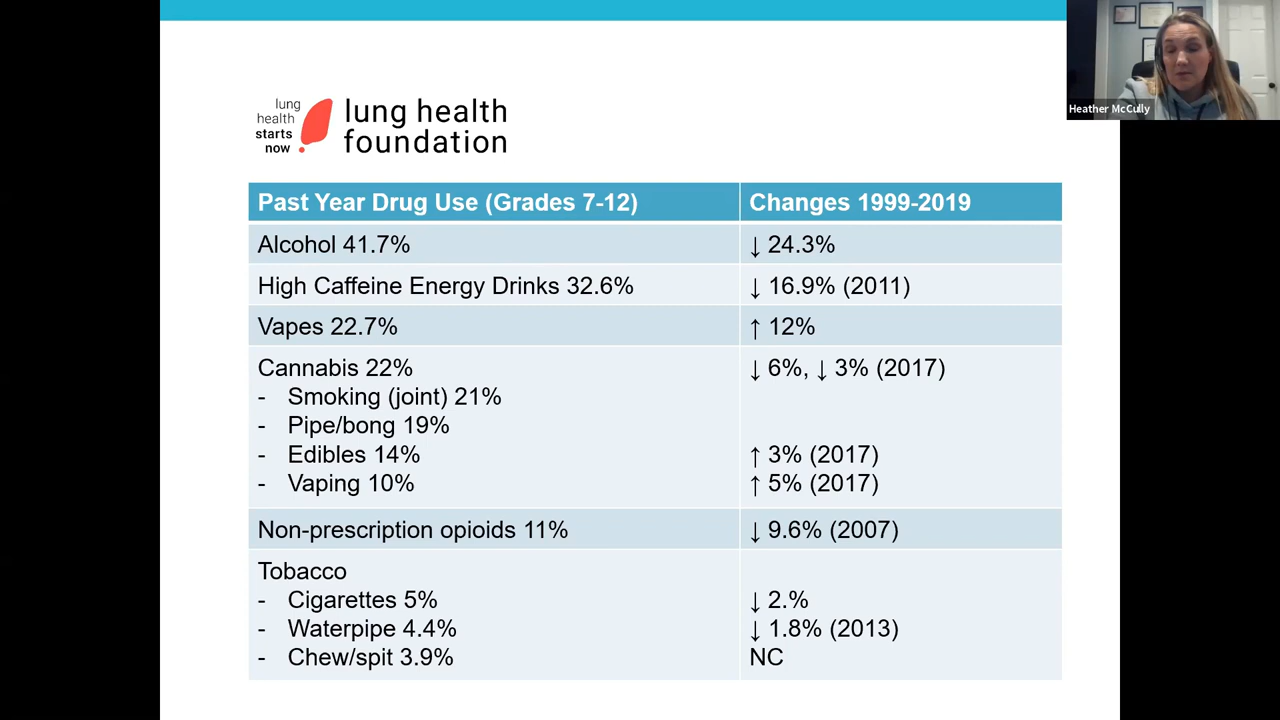 lung
health
starts
now
lung health
foundation
Heather McCully
Past Year Drug Use (Grades 7-12) Changes 1999-2019
Alcohol 41.7% ↓ 24.3%
High Caffeine Energy Drinks 32.6% ↓ 16.9% (2011)
Vapes 22.7% ↑ 12%
Cannabis 22% ↓ 6%, ↓ 3% (2017)
- Smoking (joint) 21%
- Pipe/bong 19%
- Edibles 14% ↑ 3% (2017)
- Vaping 10% ↑ 5% (2017)
Non-prescription opioids 11% ↓ 9.6% (2007)
Tobacco
- Cigarettes 5% ↓ 2.%
- Waterpipe 4.4% ↓ 1.8% (2013)
- Chew/spit 3.9% NC